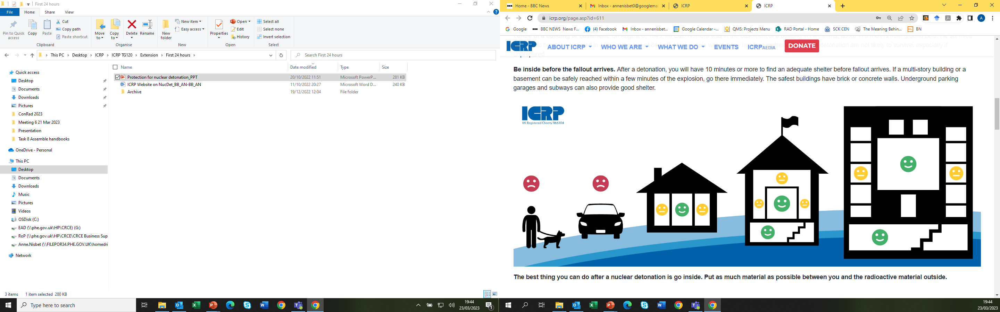 First 24 hours
File Home Share View
Pin to Quick access
Copy
Paste
Cut
Copy path
Paste shortcut
Clipboard
Move to
Copy to
Delete
Rename
Organise
New folder
New item
Easy access
New
Properties
Open
Edit
History
Open
Select all
Select none
Invert selection
Select
This PC > Desktop > ICRP > ICRP TG120 > Extension > First 24 hours >
Search First 24 hours
Quick access
Desktop
Documents
Downloads
Pictures
ConRad 2023
Meeting 6 21 Mar 2023
Presentation
Task 8 Assemble handbooks
OneDrive - Personal
This PC
Desktop
Documents
Downloads
Music
Pictures
Videos
OSDisk (C:)
EAD (\\phe.gov.uk\HP\CRCE) (G:)
RoP (\\phe.gov.uk\HP\CRCE\CRCE Business Sup
Anne.Nisbet (\\FILEPOR34.PHE.GOV.UK\homedri
Network
Name Date modified Type Size
Protection for nuclear detonation_PPT 20/10/2022 11:51 Microsoft PowerP... 281 KB
ICRP Website on NucDet_BB_AN-BB_AN 11/10/2022 20:27 Microsoft Word D... 240 KB
Archive 19/12/2022 12:04 File folder
3 items 1 item selected 280 KB
Type here to search
19:44
23/03/2023
1
Home - BBC News
Inbox - annenisbet0@googlemai
ICRP
ICRP
icrp.org/page.asp?id=611
A
Google
BBC NEWS News F...
(4) Facebook
Inbox - annenisbet...
Google Calendar -...
QMS: Projects Menu
RAD Portal - Home
SCK CEN
The Meaning Behin...
BN
ICRP ABOUT ICRP WHO WE ARE WHAT WE DO EVENTS ICRPAEDIA DONATE
detonation are not likely to survive, especially if
Be inside before the fallout arrives. After a detonation, you will have 10 minutes or more to find an adequate shelter before fallout arrives. If a multi-story building or a
basement can be safely reached within a few minutes of the explosion, go there immediately. The safest buildings have brick or concrete walls. Underground parking
garages and subways can also provide good shelter.
ICRP
UK Registered Charity 1166304
The best thing you can do after a nuclear detonation is go inside. Put as much material as possible between you and the radioactive material outside.
19:44
23/03/2023